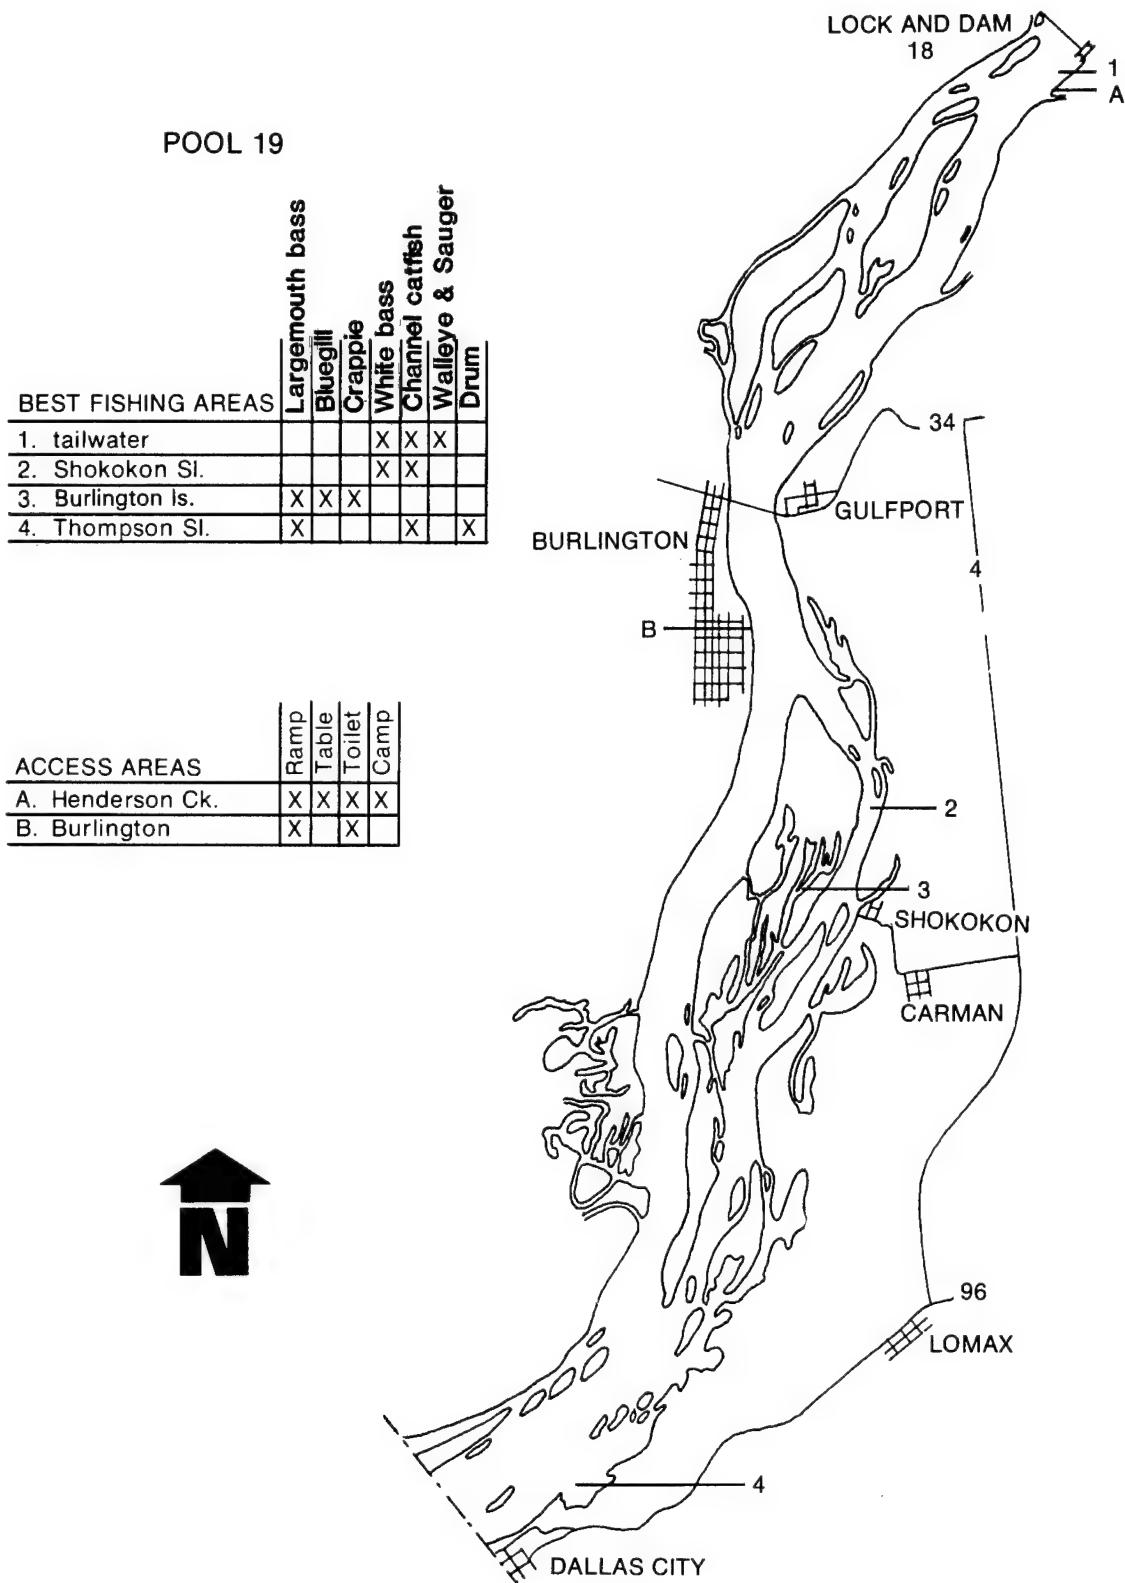 LOCK AND DAM
18
1
A
POOL 19
BEST FISHING AREAS Largemouth bass Bluegill Crappie White bass Channel catfish Walleye & Sauger Drum
1. tailwater X X X
2. Shokokon Sl. X X
3. Burlington Is. X X X
4. Thompson Sl. X X X
34
GULFPORT
BURLINGTON
4
B
ACCESS AREAS Ramp Table Toilet Camp
A. Henderson Ck. X X X X
B. Burlington X X
2
3
SHOKOKON
CARMAN
N
96
LOMAX
4
DALLAS CITY